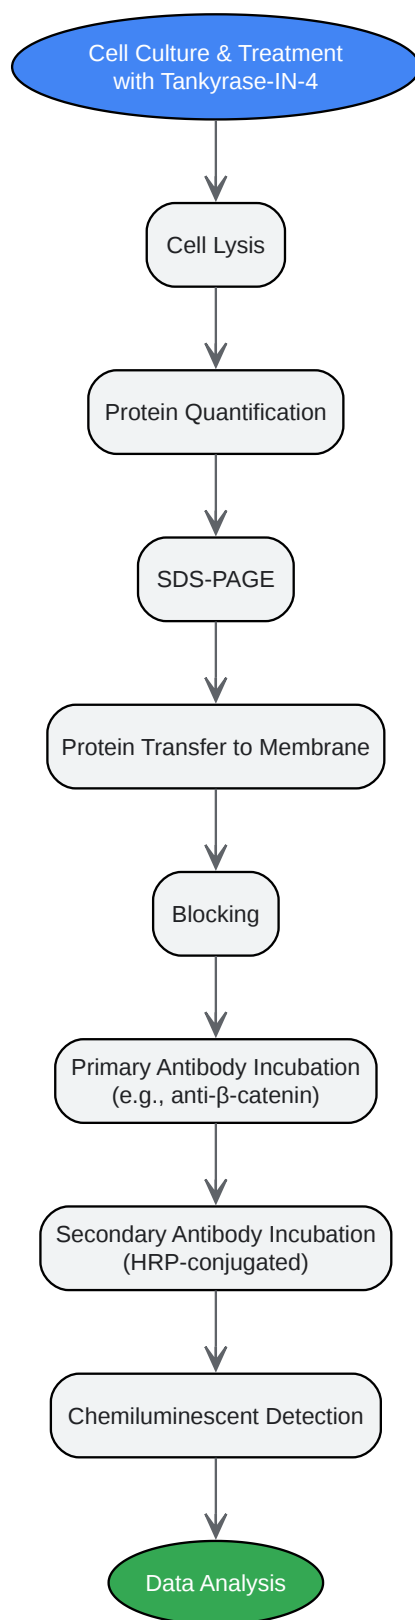 Cell Culture & Treatment
with Tankyrase-IN-4
Cell Lysis
Protein Quantification
SDS-PAGE
Protein Transfer to Membrane
Blocking
Primary Antibody Incubation
(e.g., anti-β-catenin)
Secondary Antibody Incubation
(HRP-conjugated)
Chemiluminescent Detection
Data Analysis